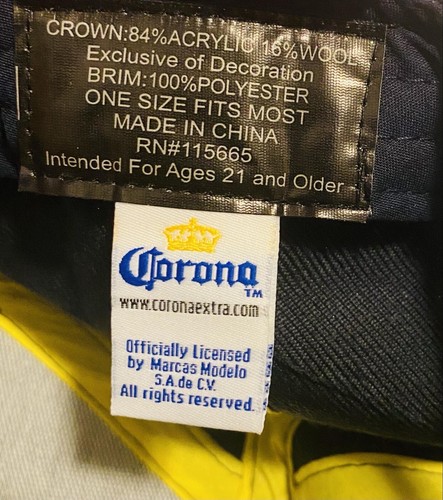 CROWN:84%ACRYLIC 16%WOOL
Exclusive of Decoration
BRIM:100%POLYESTER
ONE SIZE FITS MOST
MADE IN CHINA
RN#115665
Intended For Ages 21 and Older
Corona
TM
www.coronaextra.com
Officially Licensed
by Marcas Modelo
S.A.de C.V.
All rights reserved.